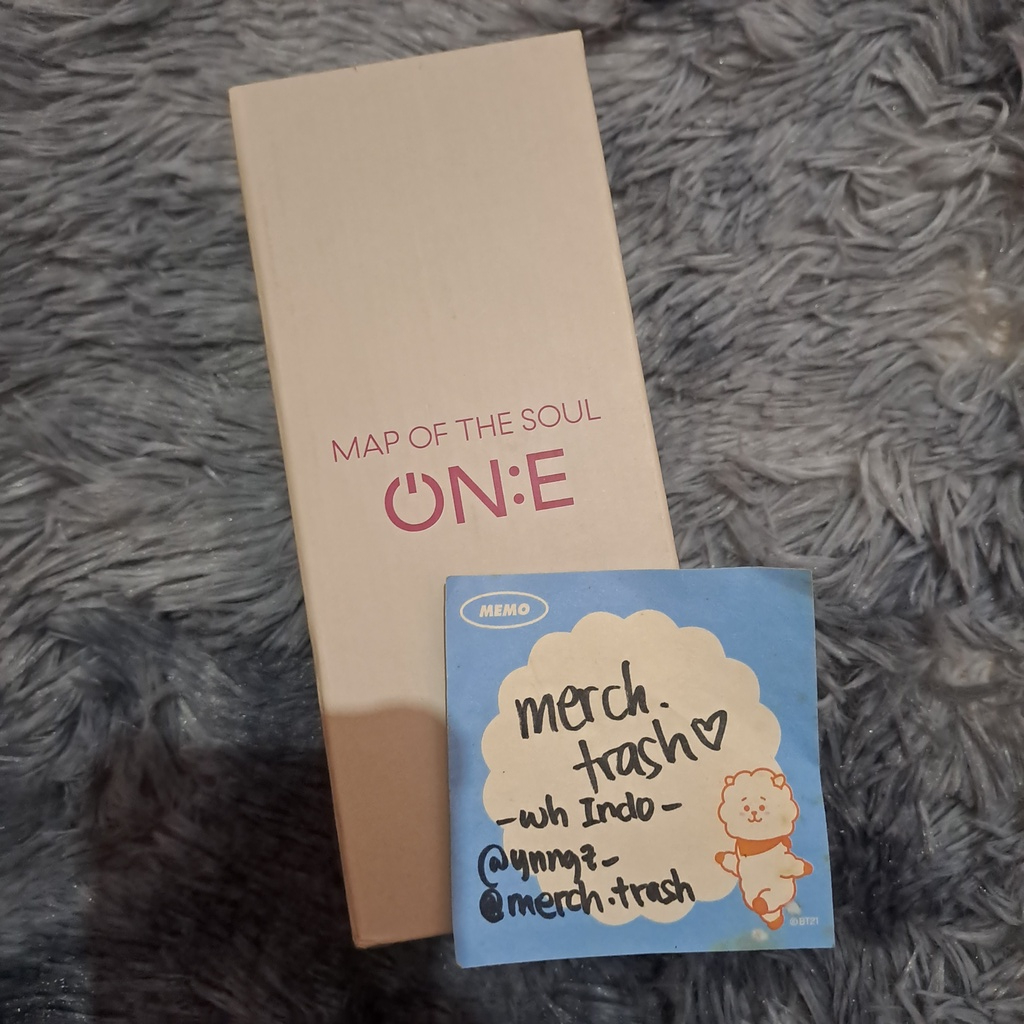 MAP OF THE SOUL
ON:E
MEMO
merch.
trash♡
-wh Indo-
@ynngz_
@merch.trash
©BT21